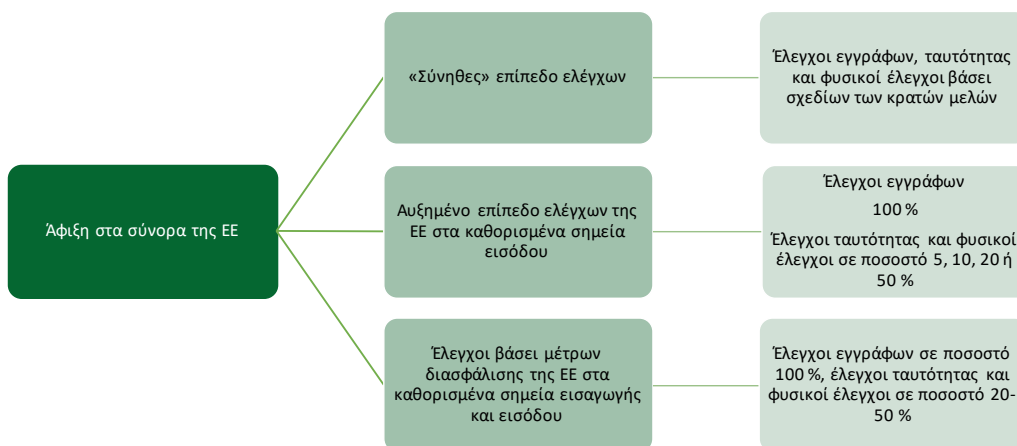 Άφιξη στα σύνορα της ΕΕ
«Σύνηθες» επίπεδο ελέγχων
Έλεγχοι εγγράφων, ταυτότητας
και φυσικοί έλεγχοι βάσει
σχεδίων των κρατών μελών
Αυξημένο επίπεδο ελέγχων της
ΕΕ στα καθορισμένα σημεία
εισόδου
Έλεγχοι εγγράφων
100 %
Έλεγχοι ταυτότητας και φυσικοί
έλεγχοι σε ποσοστό 5, 10, 20 ή
50 %
Έλεγχοι βάσει μέτρων
διασφάλισης της ΕΕ στα
καθορισμένα σημεία εισαγωγής
και εισόδου
Έλεγχοι εγγράφων σε ποσοστό
100 %, έλεγχοι ταυτότητας και
φυσικοί έλεγχοι σε ποσοστό 20-
50 %